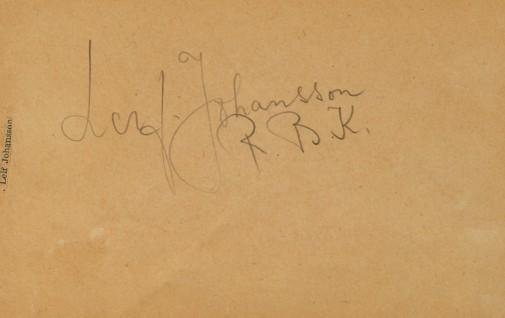 Leif. Johansson
R. B. K.
. Leif Johansson.